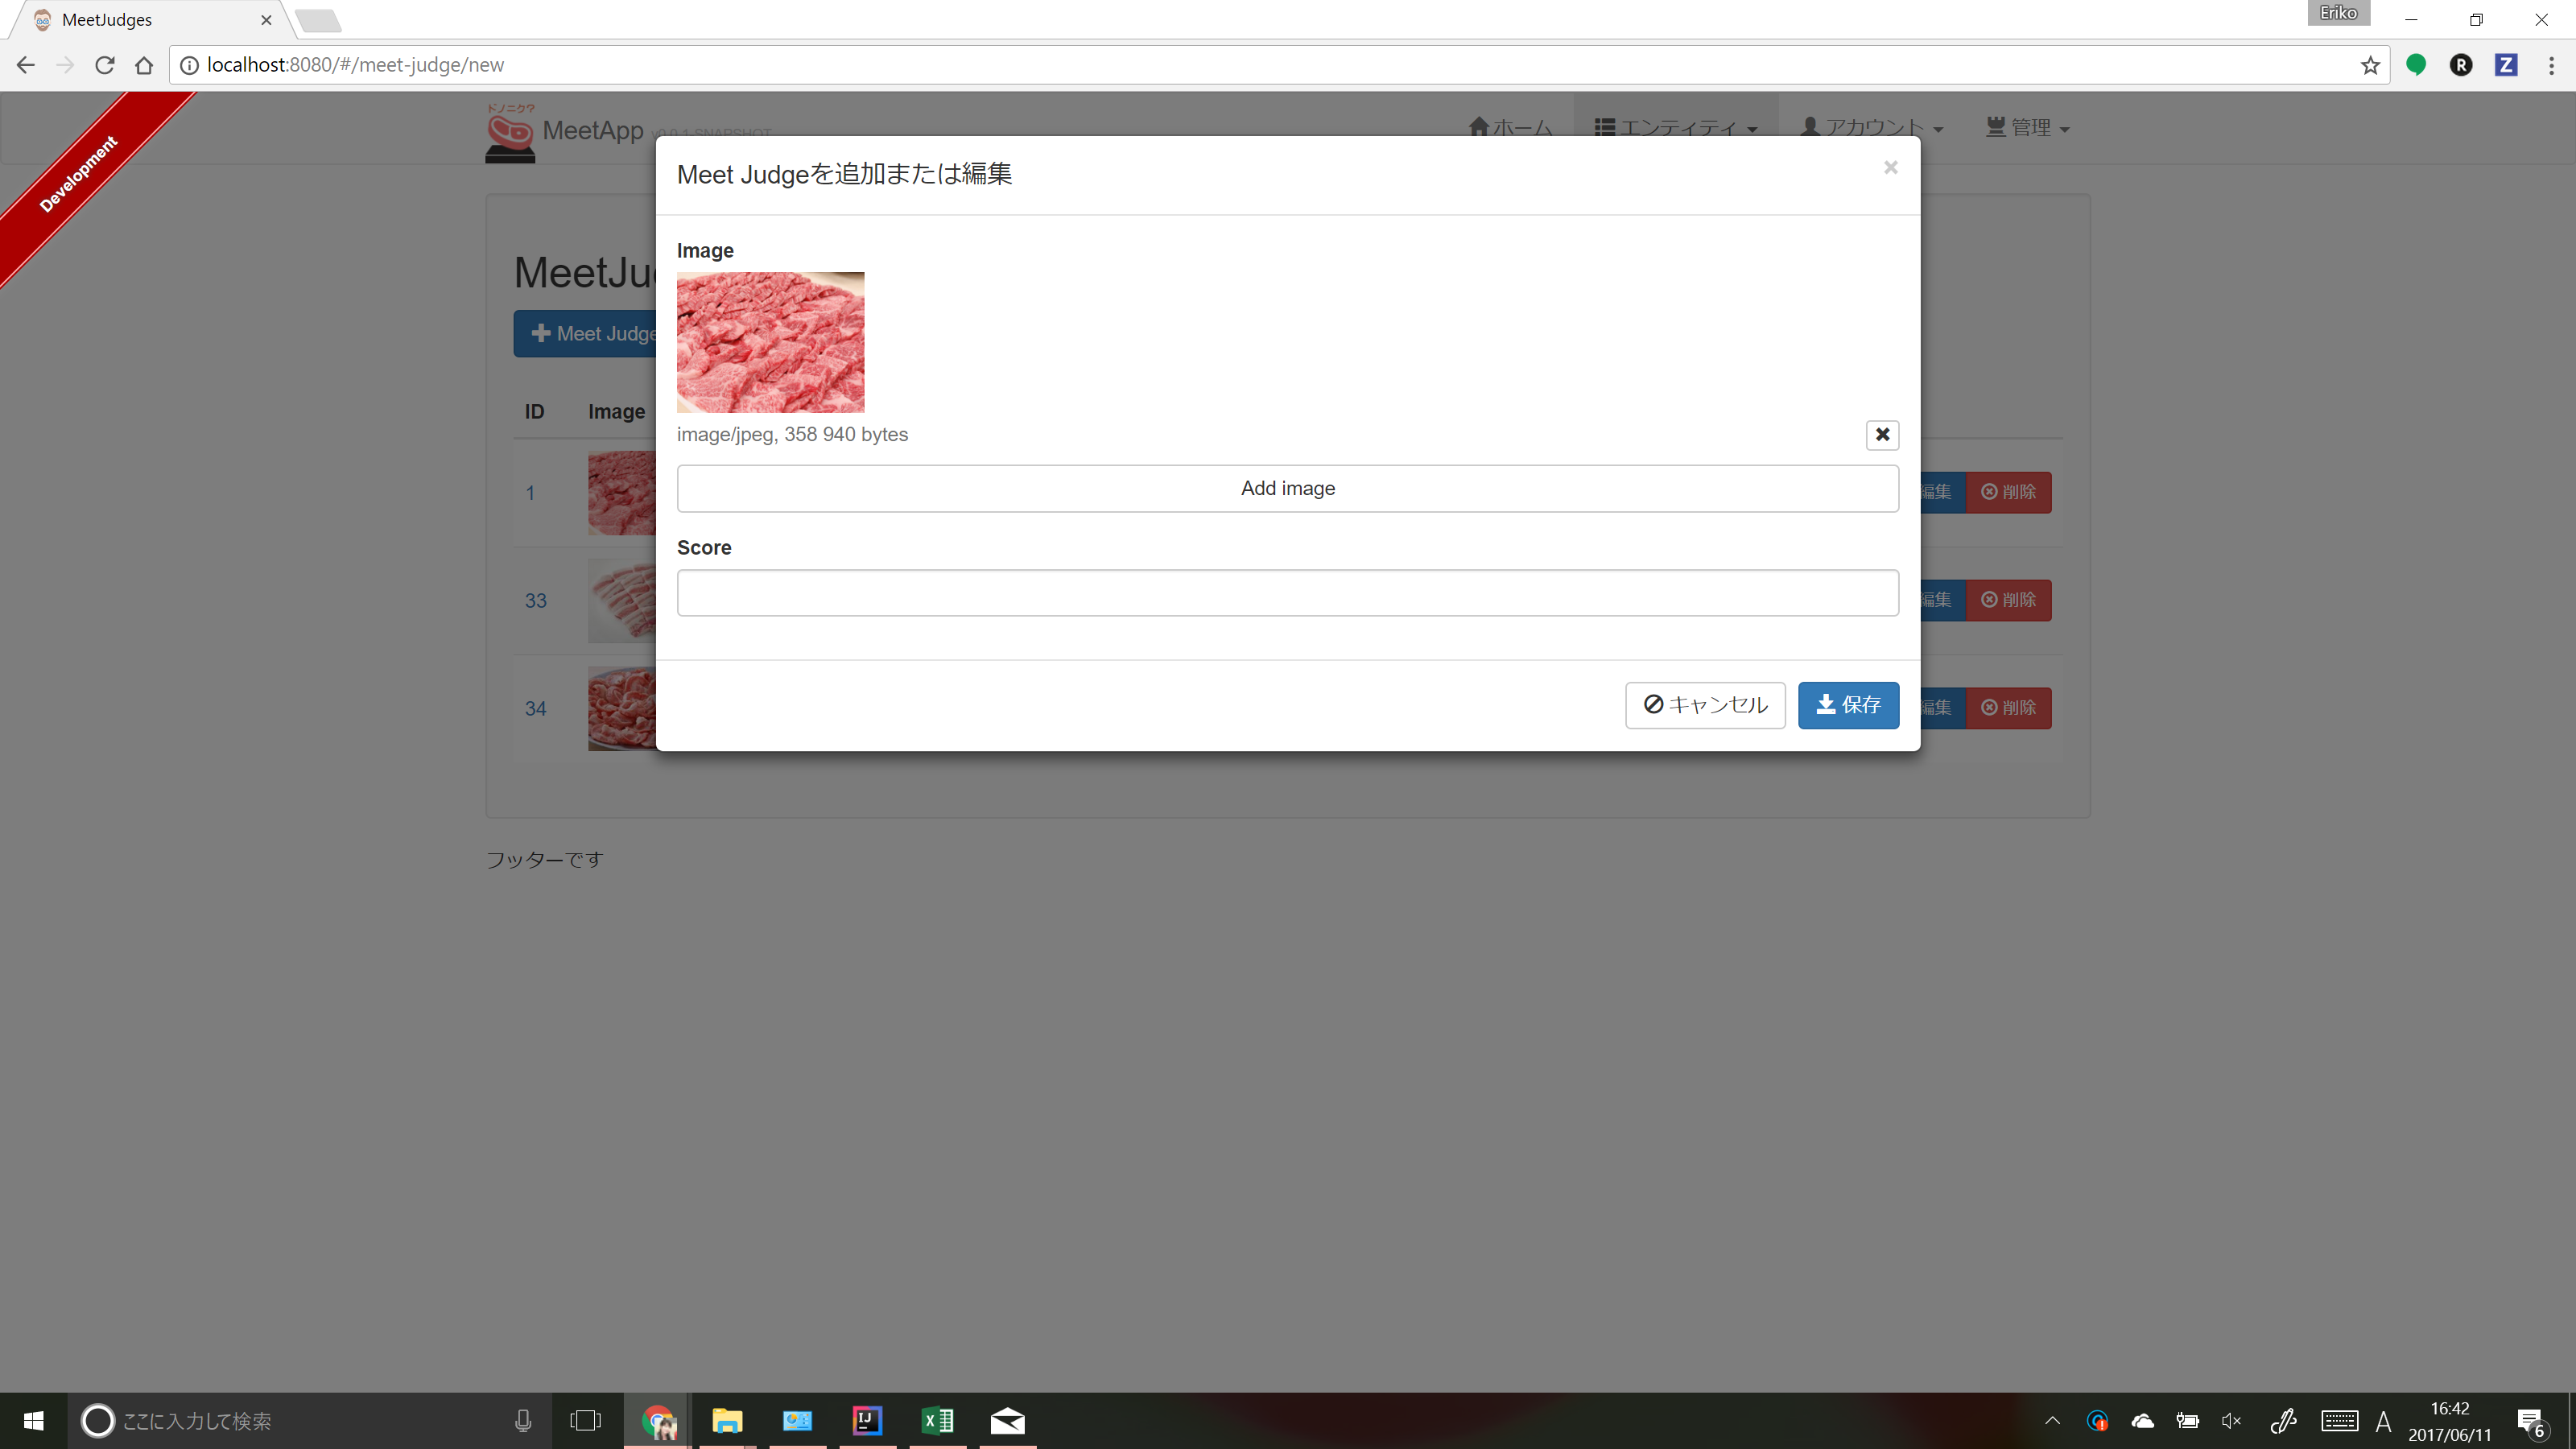 MeetJudges
Eriko
localhost:8080/#/meet-judge/new
Development
ドノニク?
MeetApp v0.0.1-SNAPSHOT
ホーム
エンティティ
アカウント
管理
Meet Judgeを追加または編集
Image
image/jpeg, 358 940 bytes
Add image
Score
キャンセル
保存
MeetJu
Meet Judge
ID Image
1 編集 削除
33 編集 削除
34 編集 削除
フッターです
ここに入力して検索
A
16:42
2017/06/11
6